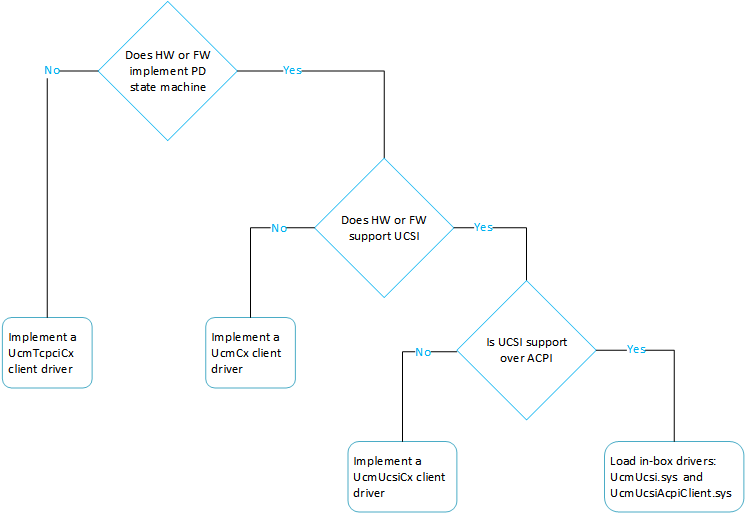 Does HW or FW
implement PD
state machine
No
Yes
Does HW or FW
support UCSI
No
Yes
Implement a
UcmTcpciCx
client driver
Implement a
UcmCx client
driver
Is UCSI support
over ACPI
No
Yes
Implement a
UcmUcsiCx client
driver
Load in-box drivers:
UcmUcsi.sys and
UcmUcsiAcpiClient.sys